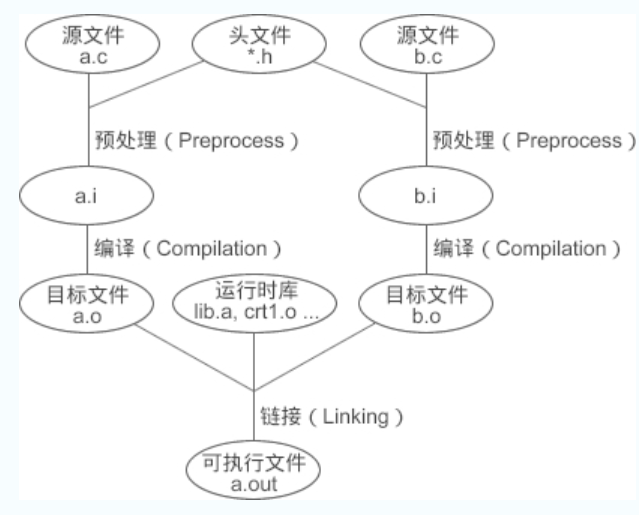 源文件
a.c
头文件
*.h
源文件
b.c
预处理（Preprocess）
预处理（Preprocess）
a.i
b.i
编译（Compilation）
编译（Compilation）
目标文件
a.o
运行时库
lib.a, crt1.o ...
目标文件
b.o
链接（Linking）
可执行文件
a.out